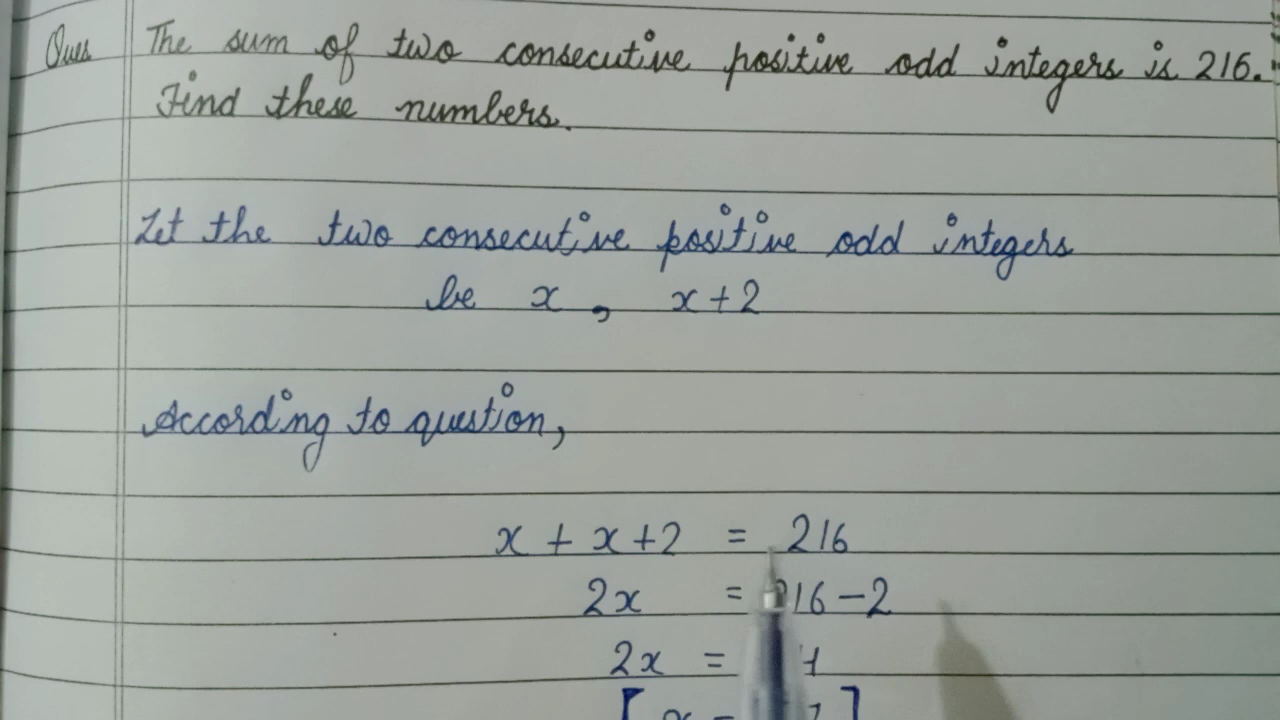 Ques The sum of two consecutive positive odd integers is 216.
Find these numbers.
Let the two consecutive positive odd integers
be x, x+2
According to question,
x + x+2 = 216
2x = 216-2
2x =